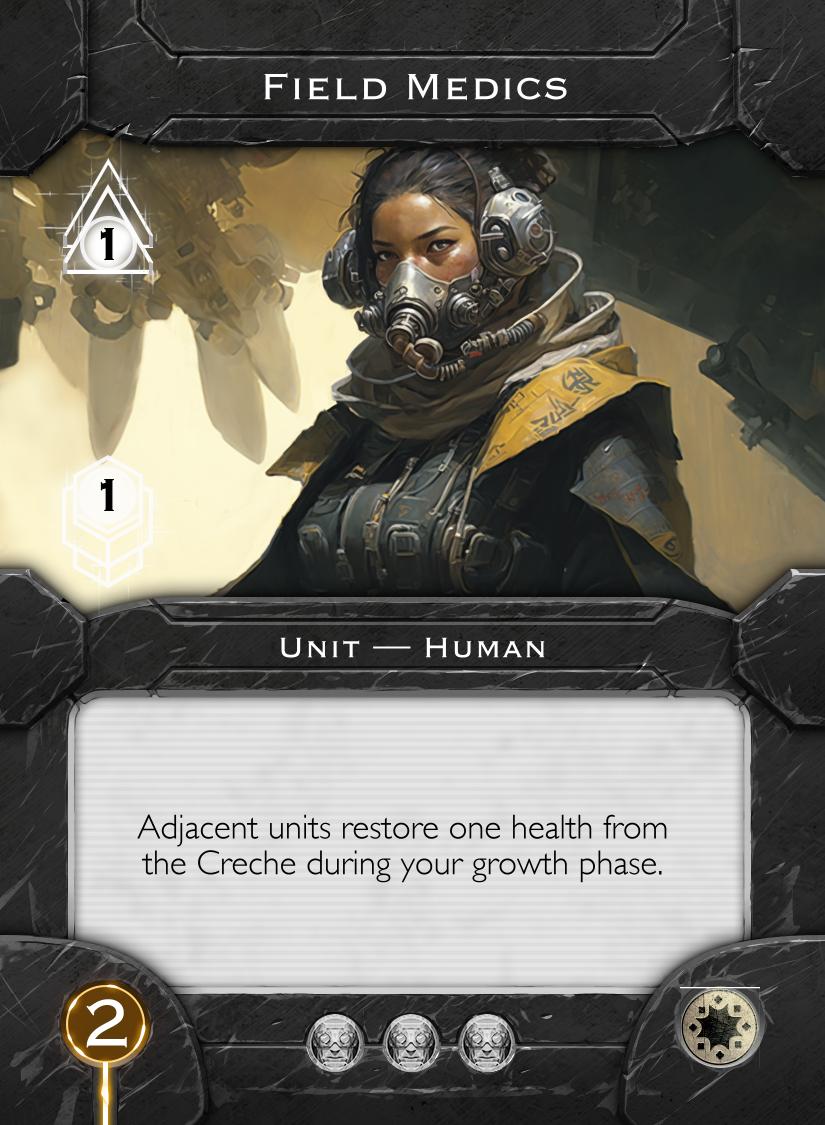 Field Medics
1
1
Unit — Human
Adjacent units restore one health from
the Creche during your growth phase.
2